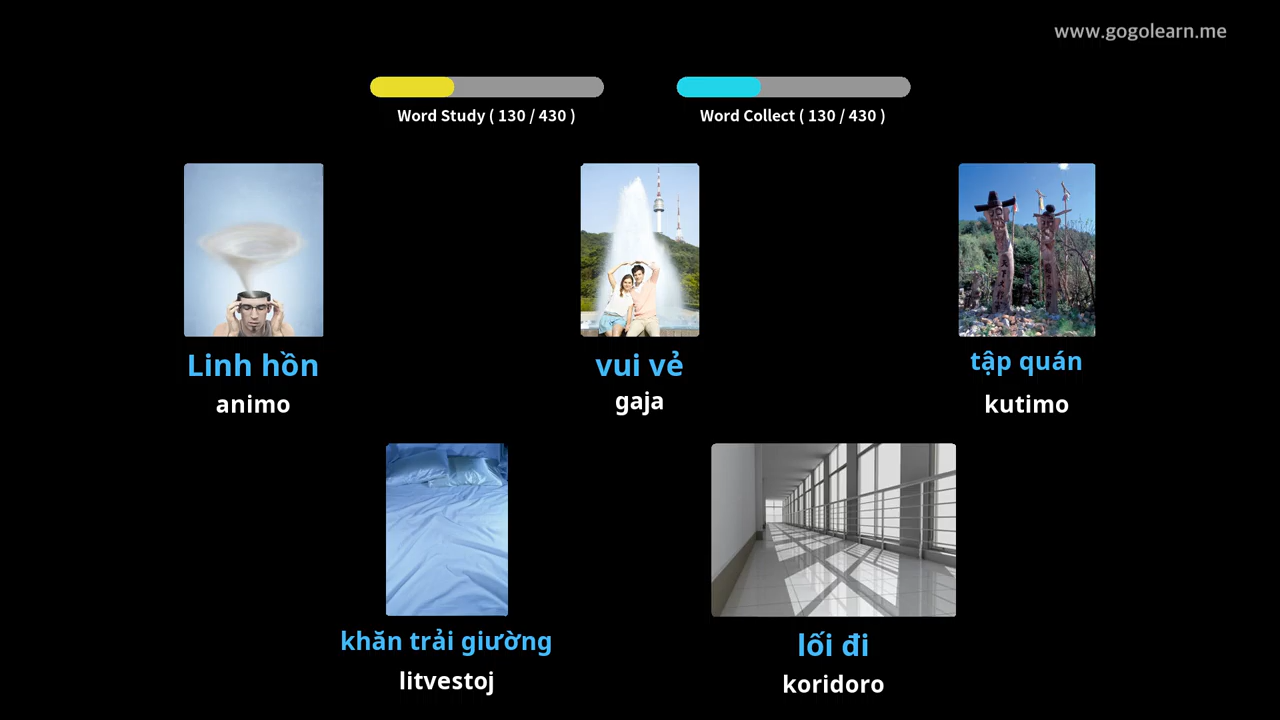 www.gogolearn.me
Word Study ( 130 / 430 )
Word Collect ( 130 / 430 )
Linh hồn
animo
vui vẻ
gaja
tập quán
kutimo
khăn trải giường
litvestoj
lối đi
koridoro